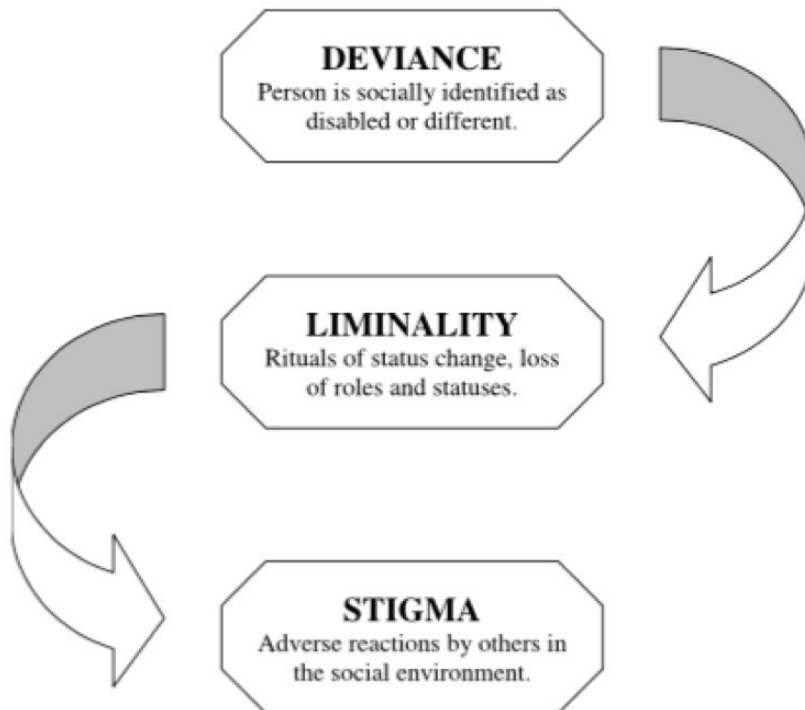 DEVIANCE
Person is socially identified as
disabled or different.
LIMINALITY
Rituals of status change, loss
of roles and statuses.
STIGMA
Adverse reactions by others in
the social environment.